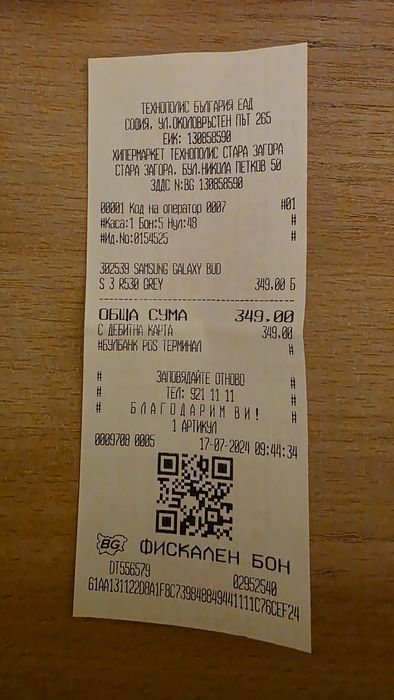 ТЕХНОПОЛИС БЪЛГАРИЯ ЕАД
СОФИЯ, УЛ.ОКОЛОВРЪСТЕН ПЪТ 265
ЕИК: 130858590
ХИПЕРМАРКЕТ ТЕХНОПОЛИС СТАРА ЗАГОРА
СТАРА ЗАГОРА, БУЛ.НИКОЛА ПЕТКОВ 50
ЗДДС N:BG 130858590
00001 Код на оператор 0007 #01
#Каса:1 Бон:5 Нул:48 #
#Ид.No:0154525 #
302539 SAMSUNG GALAXY BUD
S 3 R530 GREY 349.00 Б
ОБЩА СУМА 349.00
С ДЕБИТНА КАРТА 349.00
#БУЛБАНК POS ТЕРМИНАЛ #
# ЗАПОВЯДАЙТЕ ОТНОВО #
# ТЕЛ: 921 11 11 #
# БЛАГОДАРИМ ВИ! #
1 АРТИКУЛ
0009708 0005 17-07-2024 09:44:34
BG ФИСКАЛЕН БОН
DT556579 02952540
61AA131122D8A1F8C739848849441111C76CEF24